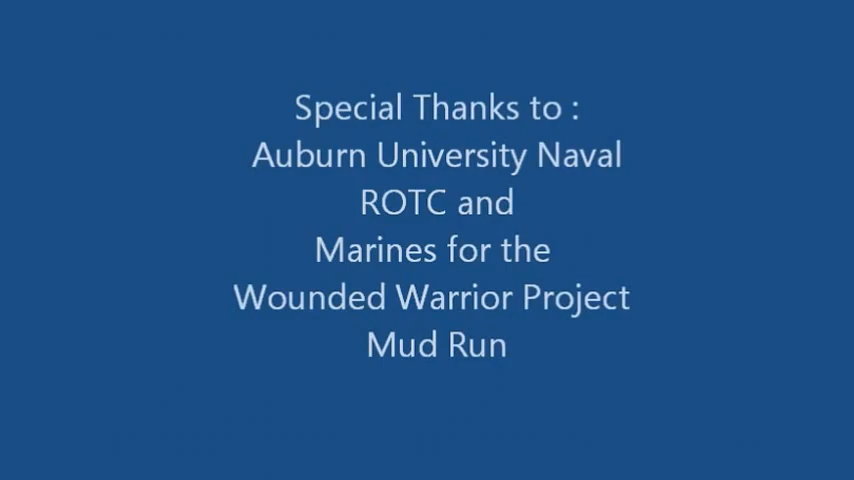 Special Thanks to :
Auburn University Naval
ROTC and
Marines for the
Wounded Warrior Project
Mud Run